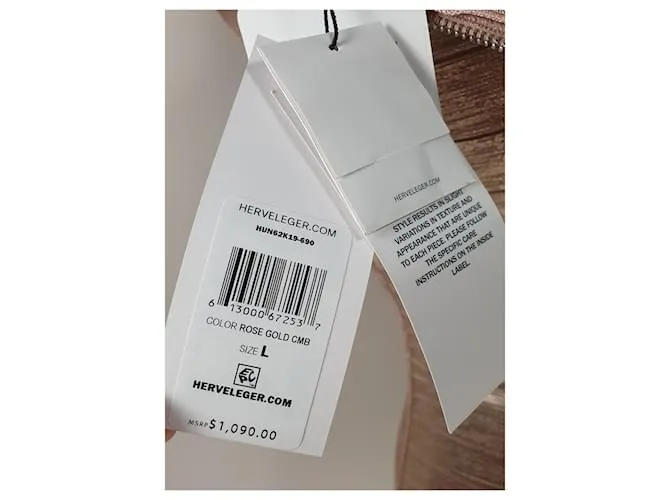 HERVELEGER.COM
HUN62K19-690
6 13000 67253 7
COLOR ROSE GOLD CMB
SIZE L
HERVELEGER.COM
MSRP $1,090.00
HERVELEGER.COM
STYLE RESULTS IN SLIGHT
VARIATIONS IN TEXTURE AND
APPEARANCE THAT ARE UNIQUE
TO EACH PIECE. PLEASE FOLLOW
THE SPECIFIC CARE
INSTRUCTIONS ON THE INSIDE
LABEL.